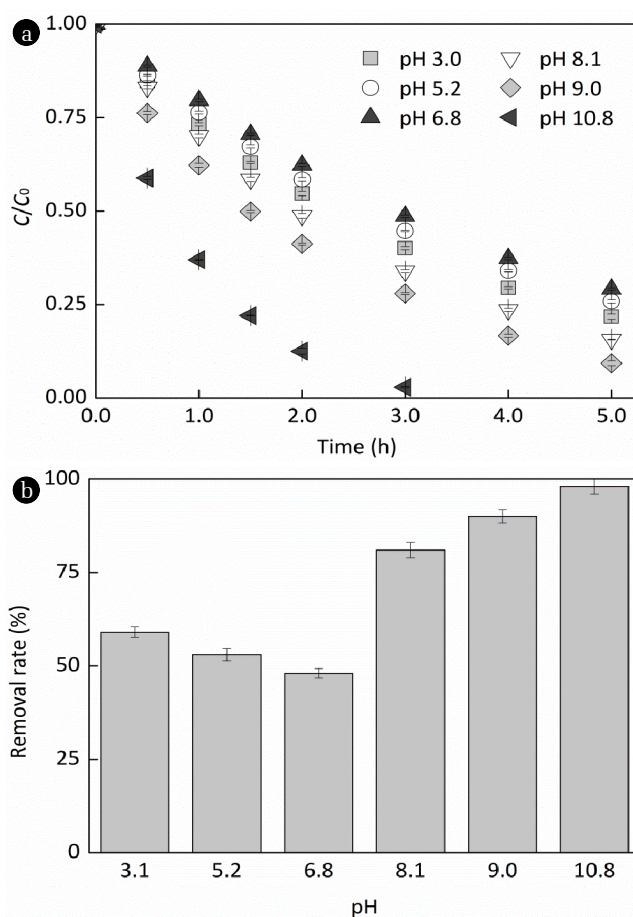 a
1.00
0.75
0.50
0.25
0.00
C/C0
pH 3.0
pH 8.1
pH 5.2
pH 9.0
pH 6.8
pH 10.8
0.0
1.0
2.0
3.0
4.0
5.0
Time (h)
b
100
75
50
25
0
Removal rate (%)
3.1
5.2
6.8
8.1
9.0
10.8
pH